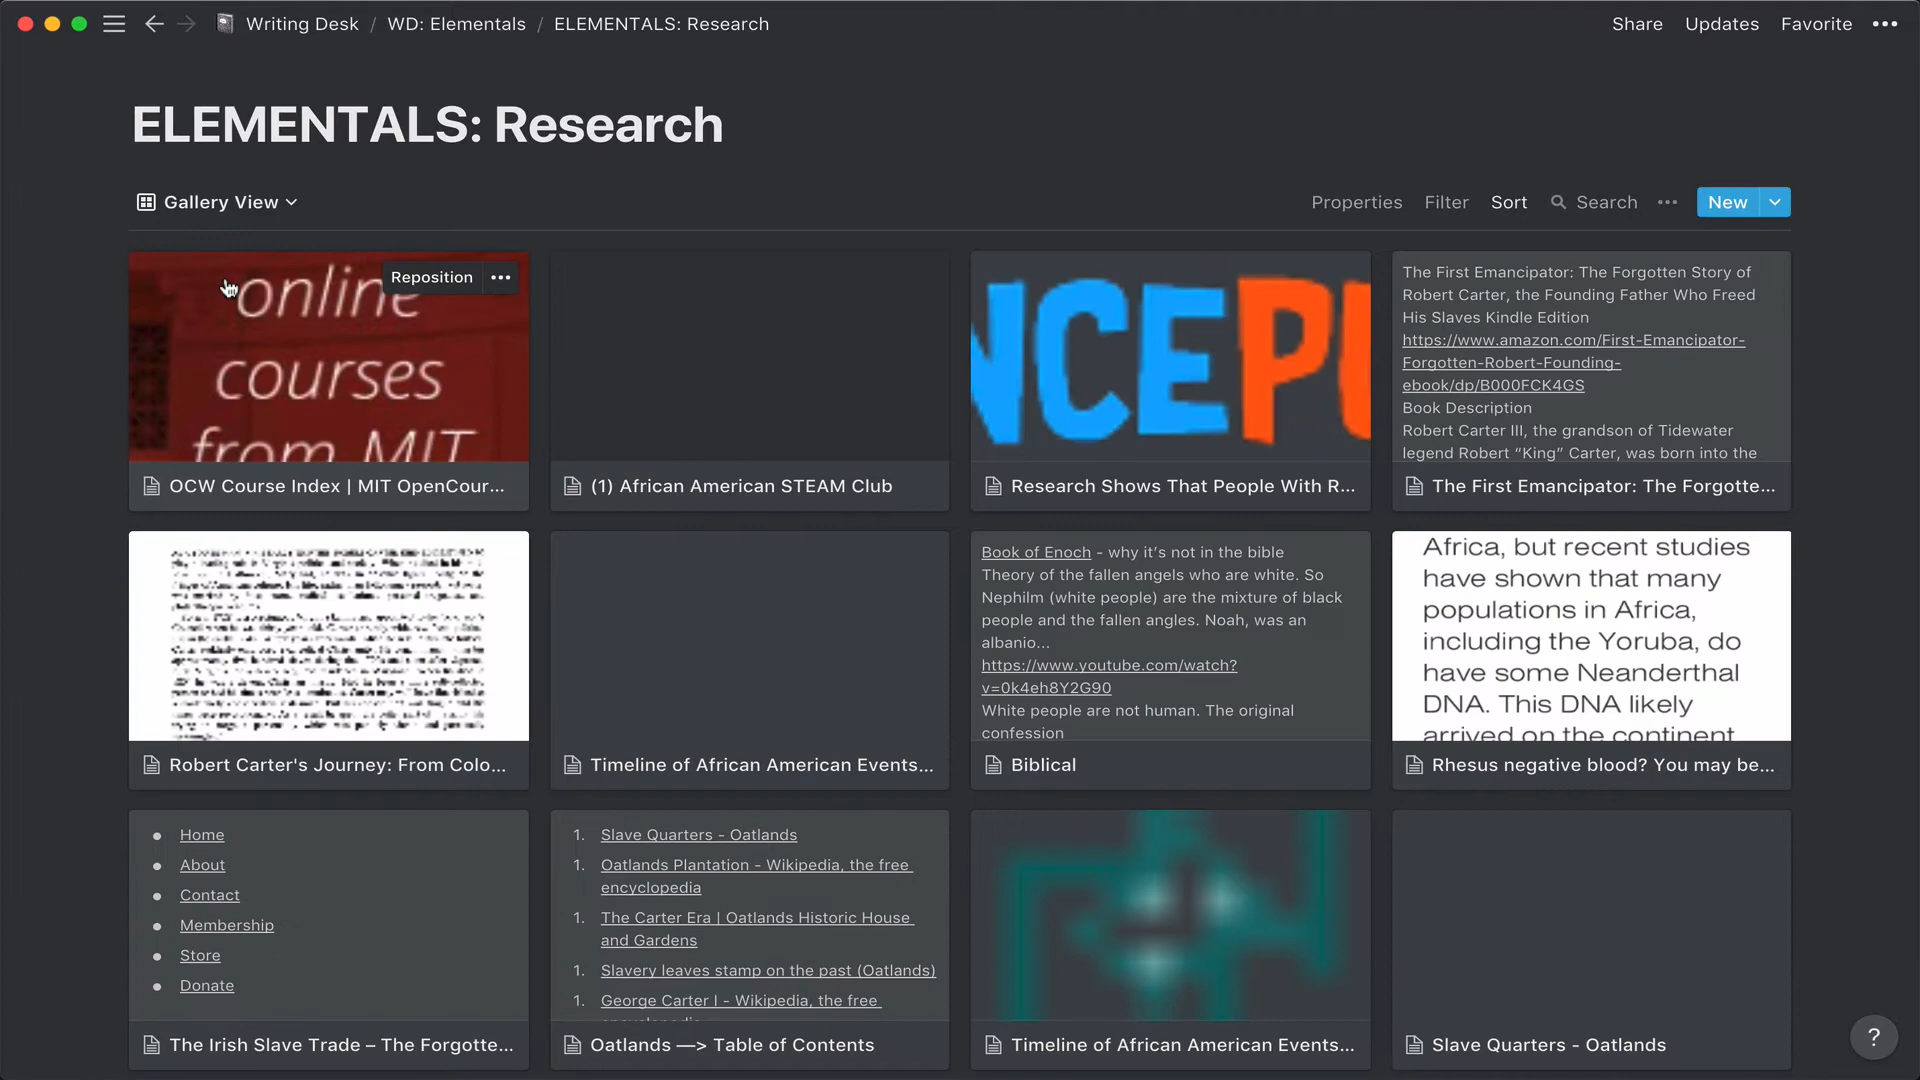 Writing Desk / WD: Elementals / ELEMENTALS: Research
Share Updates Favorite •••
ELEMENTALS: Research
Gallery View
Properties Filter Sort Search ••• New
online
courses
from MIT
Reposition •••
OCW Course Index | MIT OpenCour...
(1) African American STEAM Club
NCEPU
Research Shows That People With R...
The First Emancipator: The Forgotten Story of
Robert Carter, the Founding Father Who Freed
His Slaves Kindle Edition
https://www.amazon.com/First-Emancipator-
Forgotten-Robert-Founding-
ebook/dp/B000FCK4GS
Book Description
Robert Carter III, the grandson of Tidewater
legend Robert “King” Carter, was born into the
The First Emancipator: The Forgotte...
Robert Carter's Journey: From Colo...
Timeline of African American Events...
Book of Enoch - why it’s not in the bible
Theory of the fallen angels who are white. So
Nephilm (white people) are the mixture of black
people and the fallen angles. Noah, was an
albanio...
https://www.youtube.com/watch?
v=0k4eh8Y2G90
White people are not human. The original
confession
Biblical
Africa, but recent studies
have shown that many
populations in Africa,
including the Yoruba, do
have some Neanderthal
DNA. This DNA likely
arrived on the continent
Rhesus negative blood? You may be...
• Home
• About
• Contact
• Membership
• Store
• Donate
The Irish Slave Trade – The Forgotte...
1. Slave Quarters - Oatlands
1. Oatlands Plantation - Wikipedia, the free
encyclopedia
1. The Carter Era | Oatlands Historic House
and Gardens
1. Slavery leaves stamp on the past (Oatlands)
1. George Carter I - Wikipedia, the free
Oatlands —> Table of Contents
Timeline of African American Events...
Slave Quarters - Oatlands
?